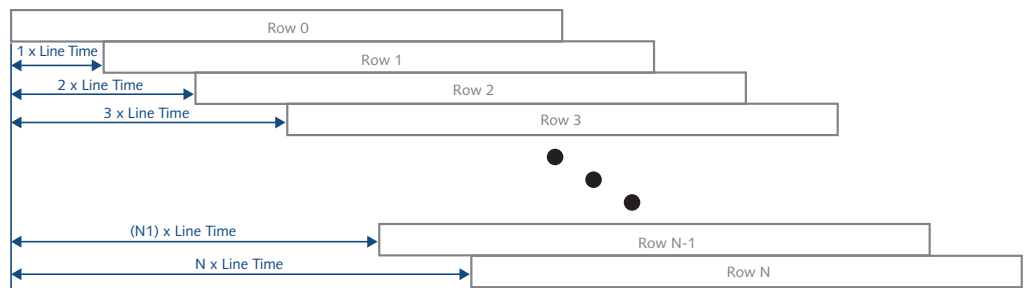 Row 0
1 x Line Time
Row 1
2 x Line Time
Row 2
3 x Line Time
Row 3
(N1) x Line Time
Row N-1
N x Line Time
Row N